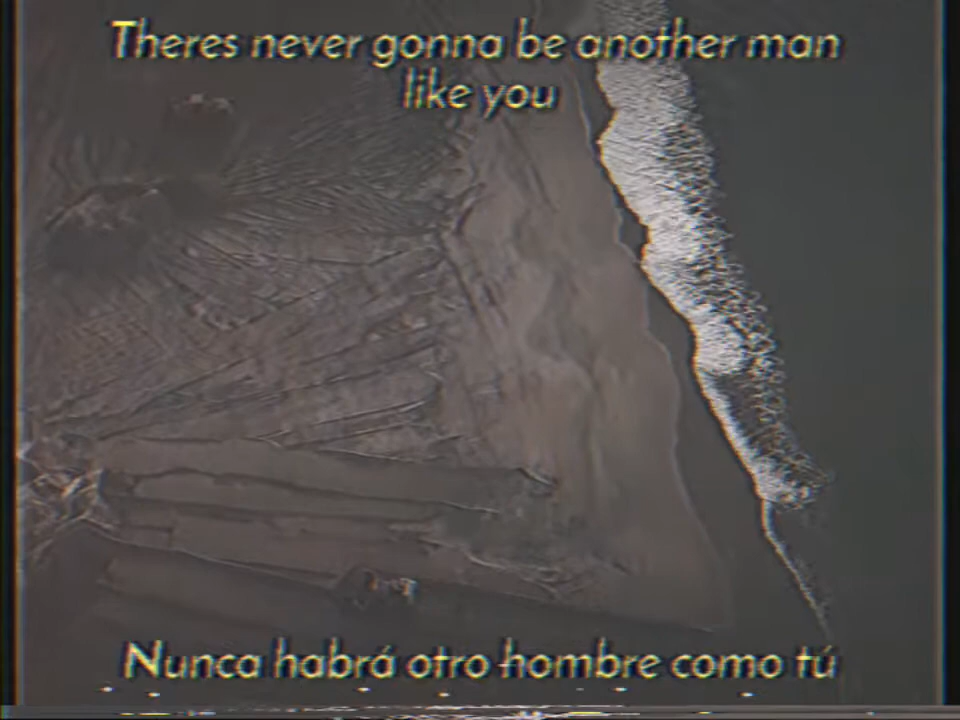 Theres never gonna be another man
like you
Nunca habrá otro hombre como tú